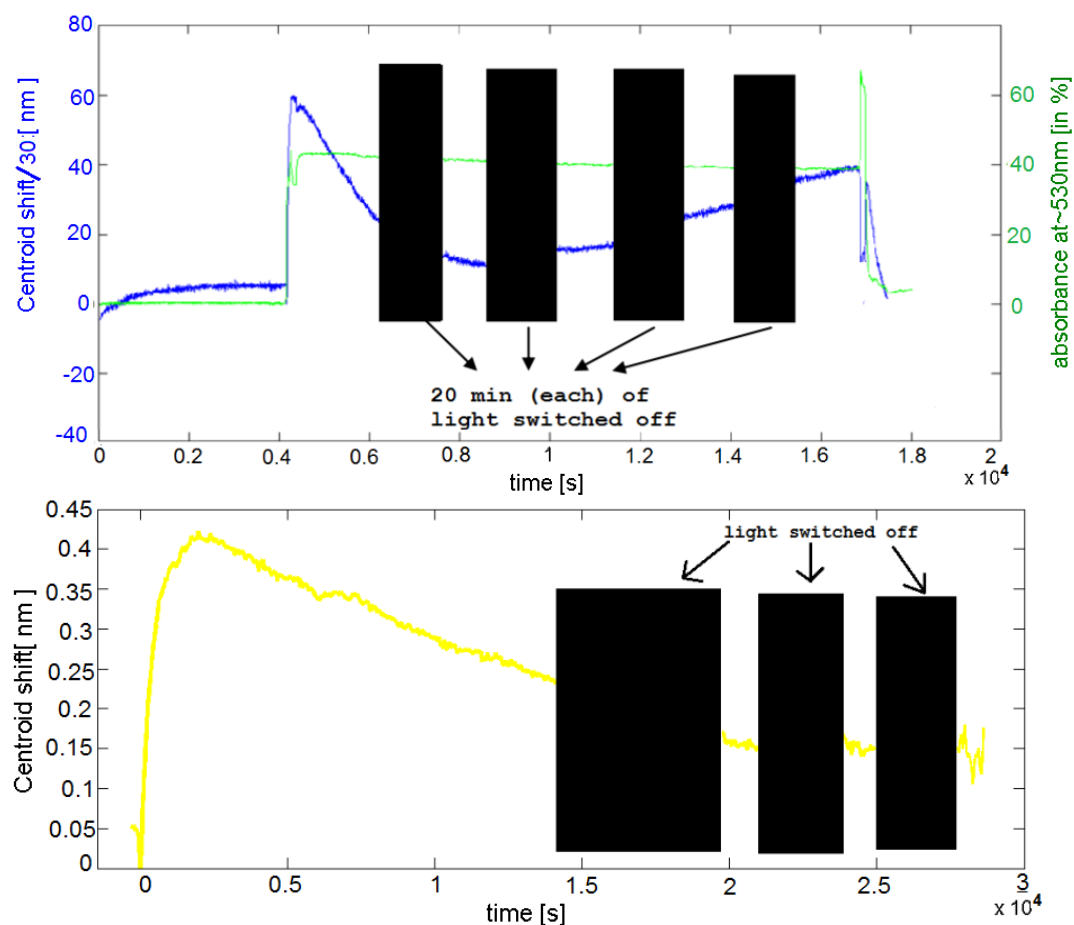 80
60
40
20
0
-20
-40
Centroid shift/30:[ nm ]
60
40
20
0
absorbance at~530nm [in %]
20 min (each) of
light switched off
0 0.2 0.4 0.6 0.8 1 1.2 1.4 1.6 1.8 2
x 10⁴
time [s]
0.45
0.4
0.35
0.3
0.25
0.2
0.15
0.1
0.05
0
Centroid shift[ nm ]
light switched off
0 0.5 1 1.5 2 2.5 3
x 10⁴
time [s]